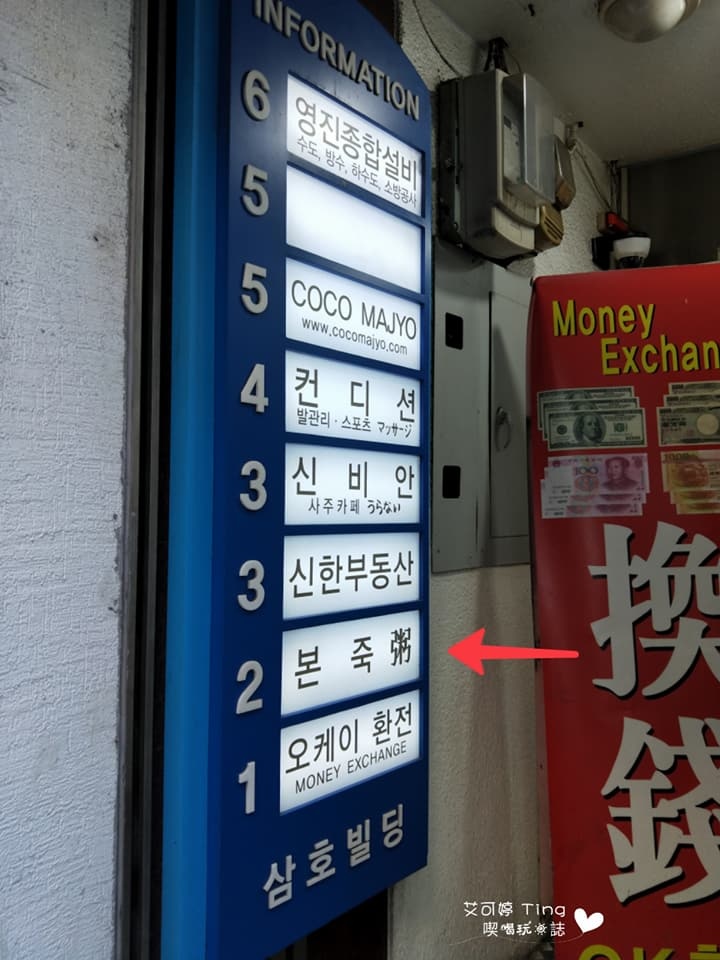 INFORMATION
6
영진종합설비
수도, 방수, 하수도, 소방공사
5
5
COCO MAJYO
www.cocomajyo.com
4
컨 디 션
발관리 · 스포츠 マッサージ
3
신 비 안
사주카페 うらない
3
신한부동산
2
본 죽 粥
1
오케이 환전
MONEY EXCHANGE
삼호빌딩
Money
Exchan
換
錢
艾可婷 Ting
喫喝玩樂誌